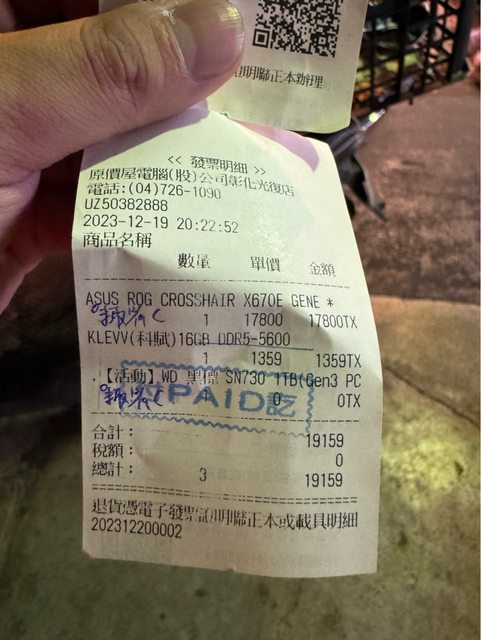 明聯正本辦理
<< 發票明細 >>
原價屋電腦(股)公司彰化光復店
電話:(04)726-1090
UZ50382888
2023-12-19 20:22:52
商品名稱
數量 單價 金額
ASUS ROG CROSSHAIR X670E GENE *
1 17800 17800TX
KLEVV(科賦)16GB DDR5-5600
1 1359 1359TX
.【活動】WD 黑標 SN730 1TB(Gen3 PC
0 0TX
PAID
合計: 19159
稅額: 0
總計: 3 19159
退貨憑電子發票證明聯正本或載具明細
202312200002